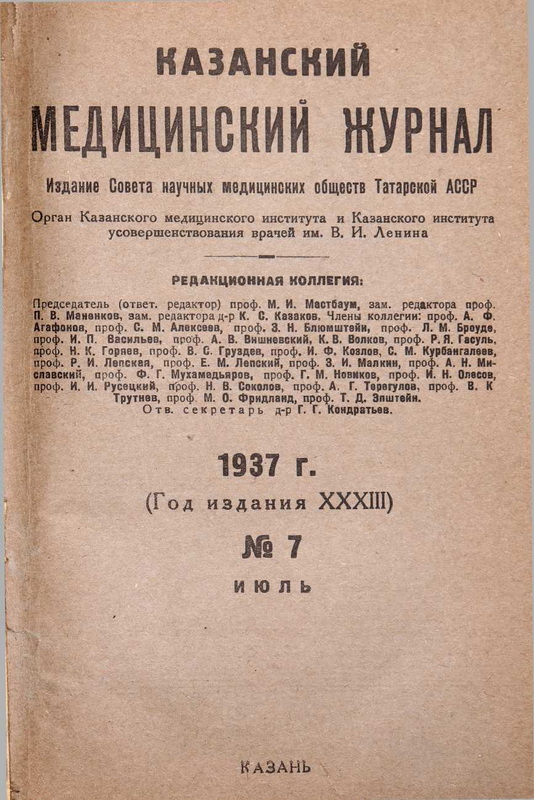 КАЗАНСКИЙ
МЕДИЦИНСКИЙ ЖУРНАЛ
Издание Совета научных медицинских обществ Татарской АССР
Орган Казанского медицинского института и Казанского института
усовершенствования врачей им. В. И. Ленина
РЕДАКЦИОННАЯ КОЛЛЕГИЯ:
Председатель (ответ. редактор) проф. М. И. Мастбаум, зам. редактора проф.
П. В. Маненков, зам. редактора д-р К. С. Казаков. Члены коллегии: проф. А. Ф.
Агафонов, проф. С. М. Алексеев, проф. З. Н. Блюмштейн, проф. Л. М. Броуде,
проф. И. П. Васильев, проф. А. В. Вишневский, К. В. Волков, проф. Р. Я. Гасуль,
проф. Н. К. Горяев, проф. В. С. Груздев, проф. И. Ф. Козлов, С. М. Курбангалеев,
проф. Р. И. Лепская, проф. Е. М. Лепский, проф. З. И. Малкин, проф. А. Н. Ми-
славский, проф. Ф. Г. Мухамедьяров, проф. Г. М. Новиков, проф. И. Н. Олесов,
проф. И. И. Русецкий, проф. Н. В. Соколов, проф. А. Г. Терегулов, проф. В. К
Трутнев, проф. М. О. Фридланд, проф. Т. Д. Эпштейн.
Отв. секретарь д-р Г. Г. Кондратьев.
1937 г.
(Год издания XXXIII)
№ 7
ИЮЛЬ
КАЗАНЬ